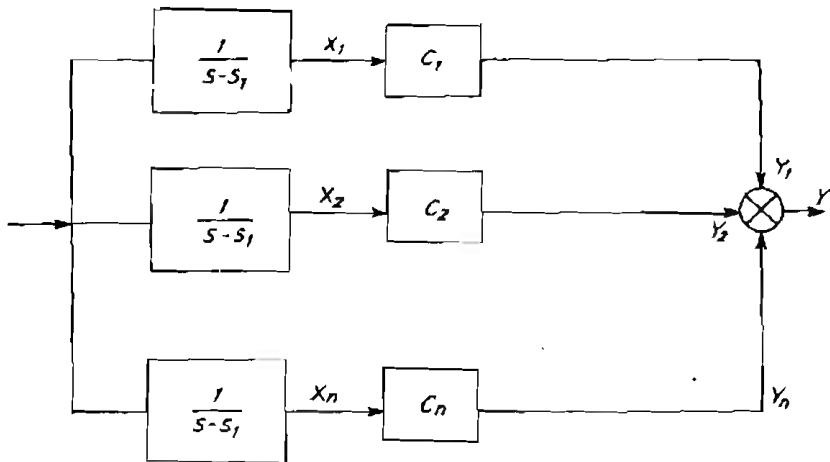 1 X₁ C₁
s-s₁
Y₁
1 X₂ C₂ Y
s-s₁ Y₂
1 Xn Cn Yn
s-s₁